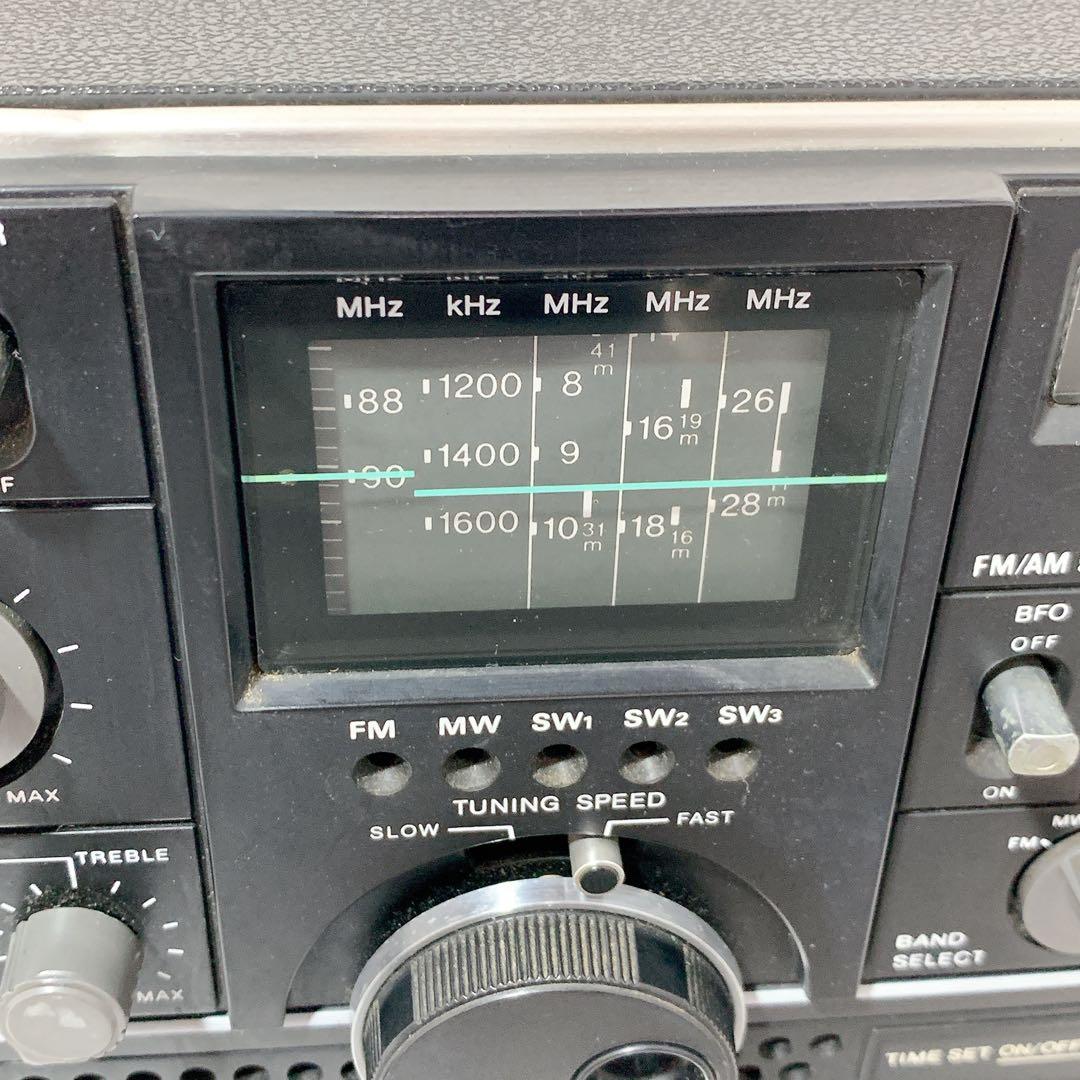 MHz kHz MHz MHz MHz
41
m
88 1200 8 26
16 19
m
90 1400 9
1600 10 31
m
18 16
m
28
m
FM MW SW1 SW2 SW3
TUNING SPEED
SLOW FAST
MAX
TREBLE
MAX
FM/AM
BFO
OFF
ON
FM
BAND
SELECT
TIME SET ON/OFF